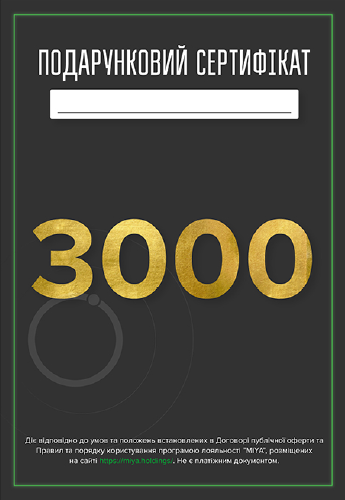 ПОДАРУНКОВИЙ СЕРТИФІКАТ
3000
Діє відповідно до умов та положень встановлених в Договорі публічної оферти та
Правил та порядку користування програмою лояльності "MIYA", розміщених
на сайті https://miya.holdings/. Не є платіжним документом.